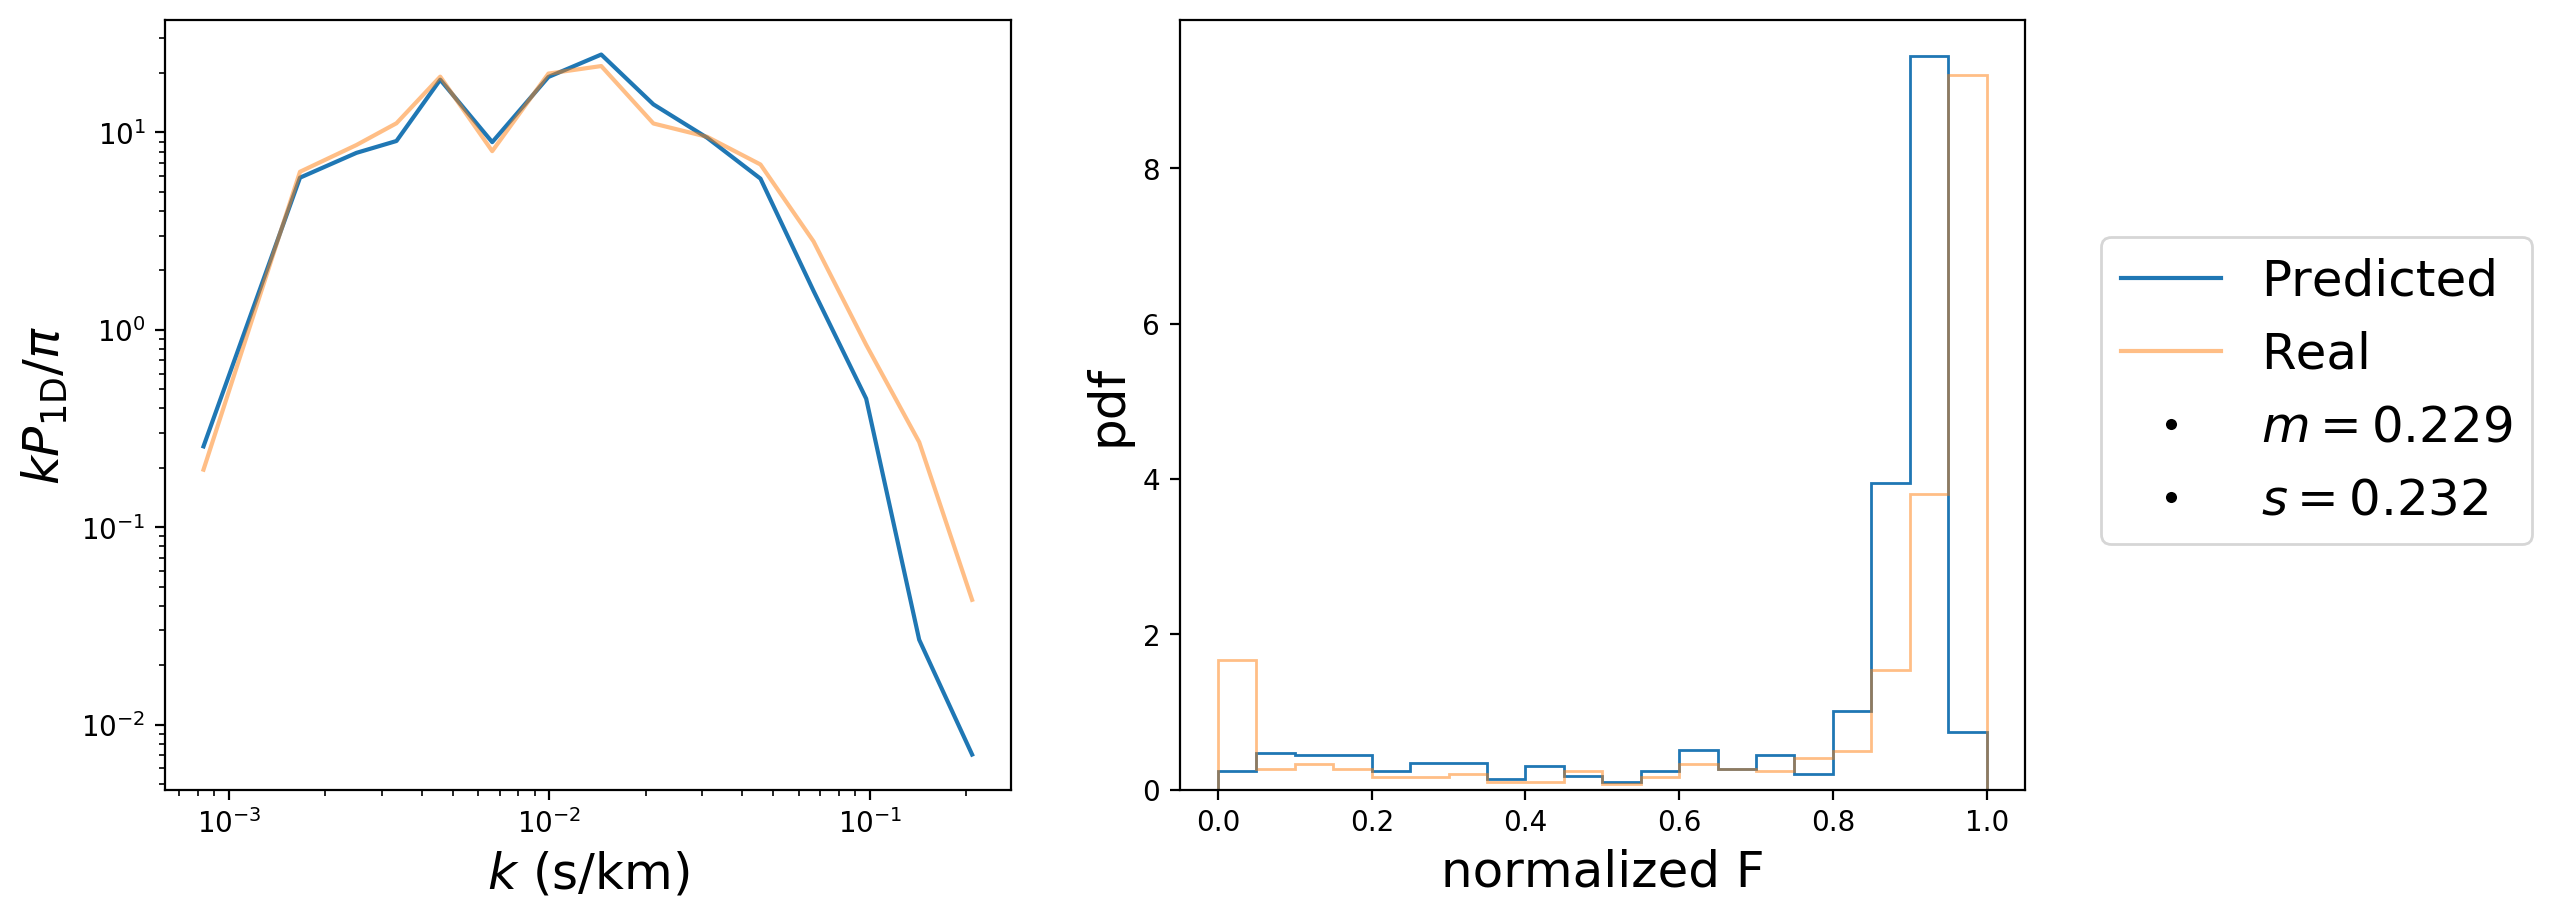 kP₁D/π
10¹
10⁰
10⁻¹
10⁻²
10⁻³
10⁻²
10⁻¹
k (s/km)
pdf
8
6
4
2
0
0.0
0.2
0.4
0.6
0.8
1.0
normalized F
Predicted
Real
m = 0.229
s = 0.232